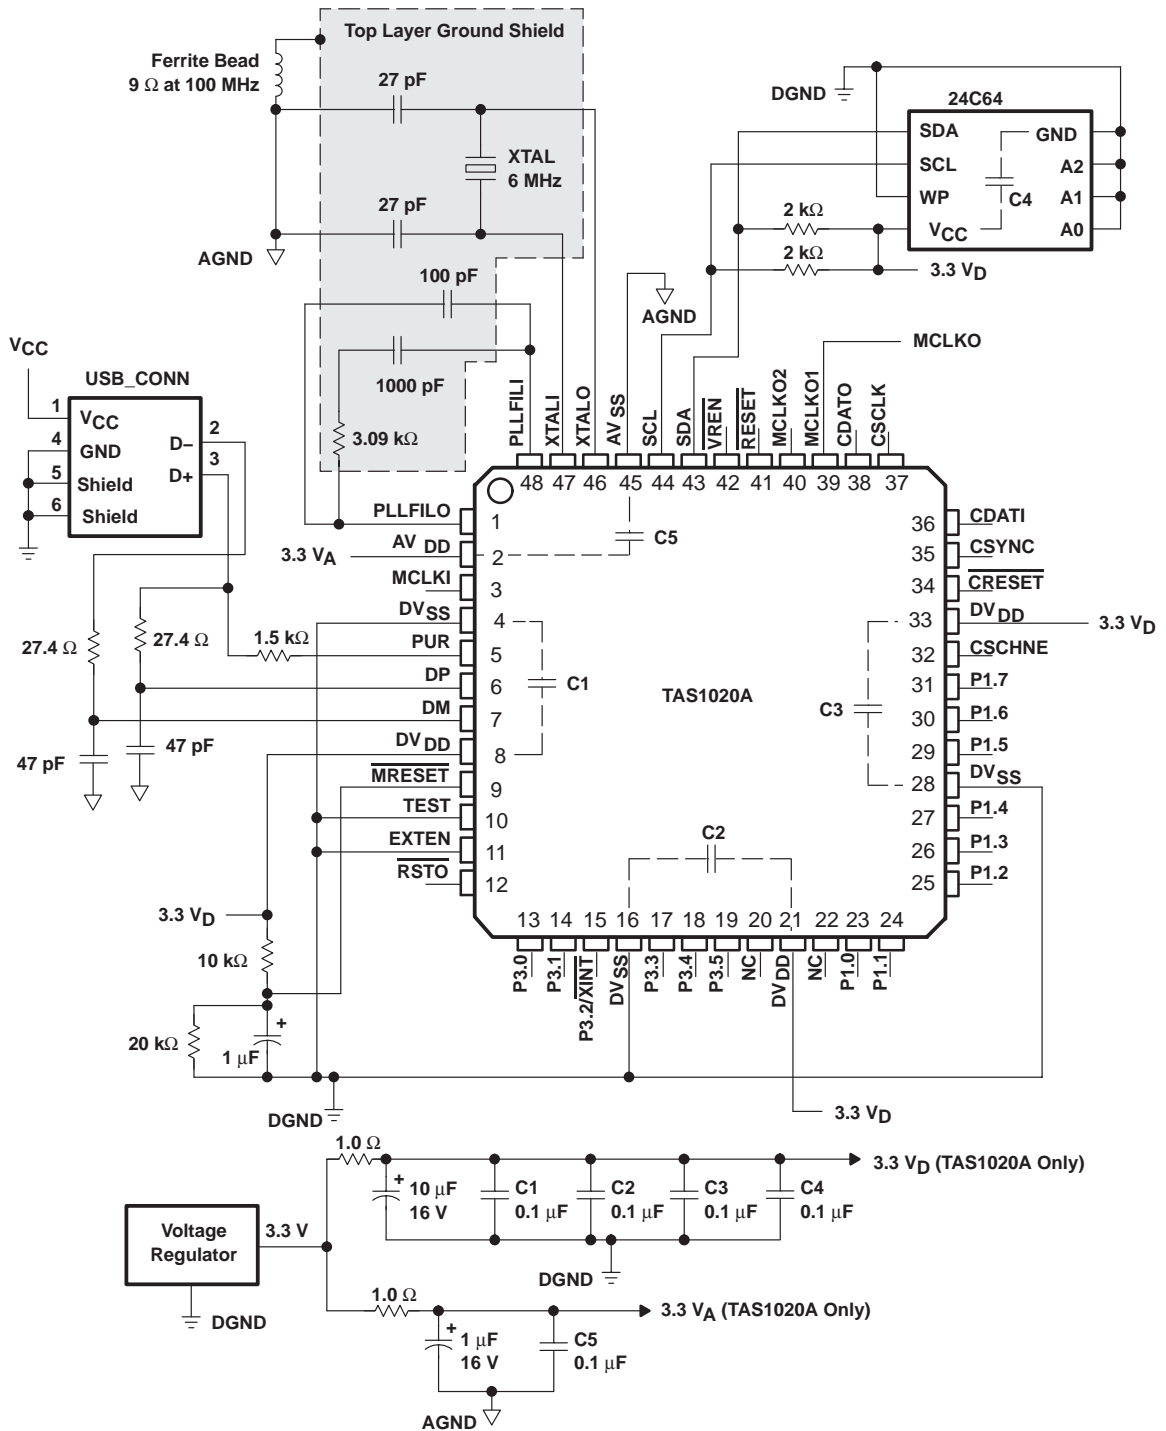 Top Layer Ground Shield
Ferrite Bead
9 Ω at 100 MHz
27 pF
XTAL
6 MHz
27 pF
AGND
100 pF
1000 pF
3.09 kΩ
DGND
24C64
SDA
SCL
WP
VCC
GND
A2
A1
A0
C4
2 kΩ
2 kΩ
3.3 VD
AGND
MCLKO
VCC
USB_CONN
1
4
5
6
VCC
GND
Shield
Shield
D–
D+
2
3
27.4 Ω
27.4 Ω
1.5 kΩ
47 pF
47 pF
3.3 VA
PLLFILI
XTALI
XTALO
AVSS
SCL
SDA
VREN
RESET
MCLKO2
MCLKO1
CDATO
CSCLK
48 47 46 45 44 43 42 41 40 39 38 37
PLLFILO
AVDD
MCLKI
DVSS
PUR
DP
DM
DVDD
MRESET
TEST
EXTEN
RSTO
1
2
3
4
5
6
7
8
9
10
11
12
C5
C1
TAS1020A
C3
C2
36
35
34
33
32
31
30
29
28
27
26
25
CDATI
CSYNC
CRESET
DVDD
3.3 VD
CSCHNE
P1.7
P1.6
P1.5
DVSS
P1.4
P1.3
P1.2
13 14 15 16 17 18 19 20 21 22 23 24
P3.0
P3.1
P3.2/XINT
DVSS
P3.3
P3.4
P3.5
NC
DVDD
NC
P1.0
P1.1
3.3 VD
10 kΩ
20 kΩ
+
1 µF
DGND
3.3 VD
1.0 Ω
3.3 VD (TAS1020A Only)
+
10 µF
16 V
C1
0.1 µF
C2
0.1 µF
C3
0.1 µF
C4
0.1 µF
Voltage
Regulator
3.3 V
DGND
DGND
1.0 Ω
3.3 VA (TAS1020A Only)
+
1 µF
16 V
C5
0.1 µF
AGND